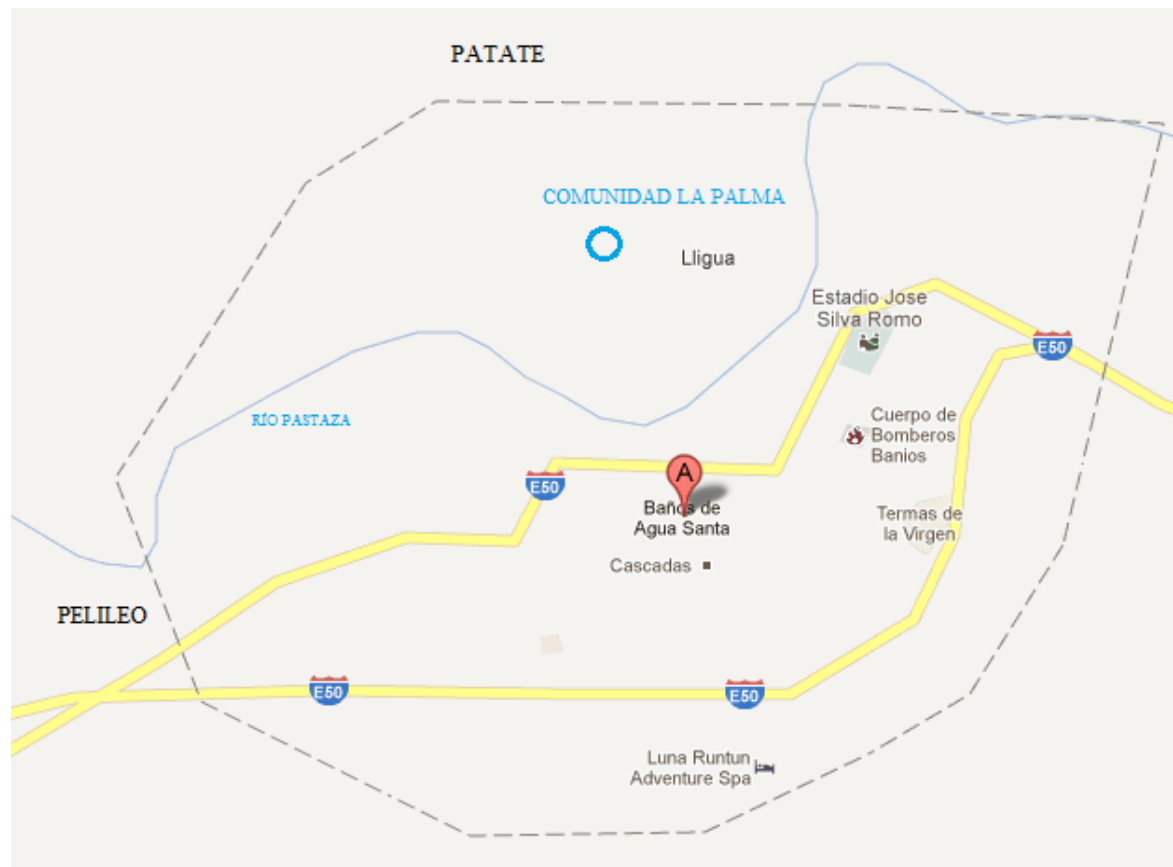 PATATE
COMUNIDAD LA PALMA
Lligua
Estadio Jose
Silva Romo
E50
RÍO PASTAZA
Cuerpo de
Bomberos
Banios
E50
A
Baños de
Agua Santa
Termas de
la Virgen
Cascadas
PELILEO
E50
E50
Luna Runtun
Adventure Spa